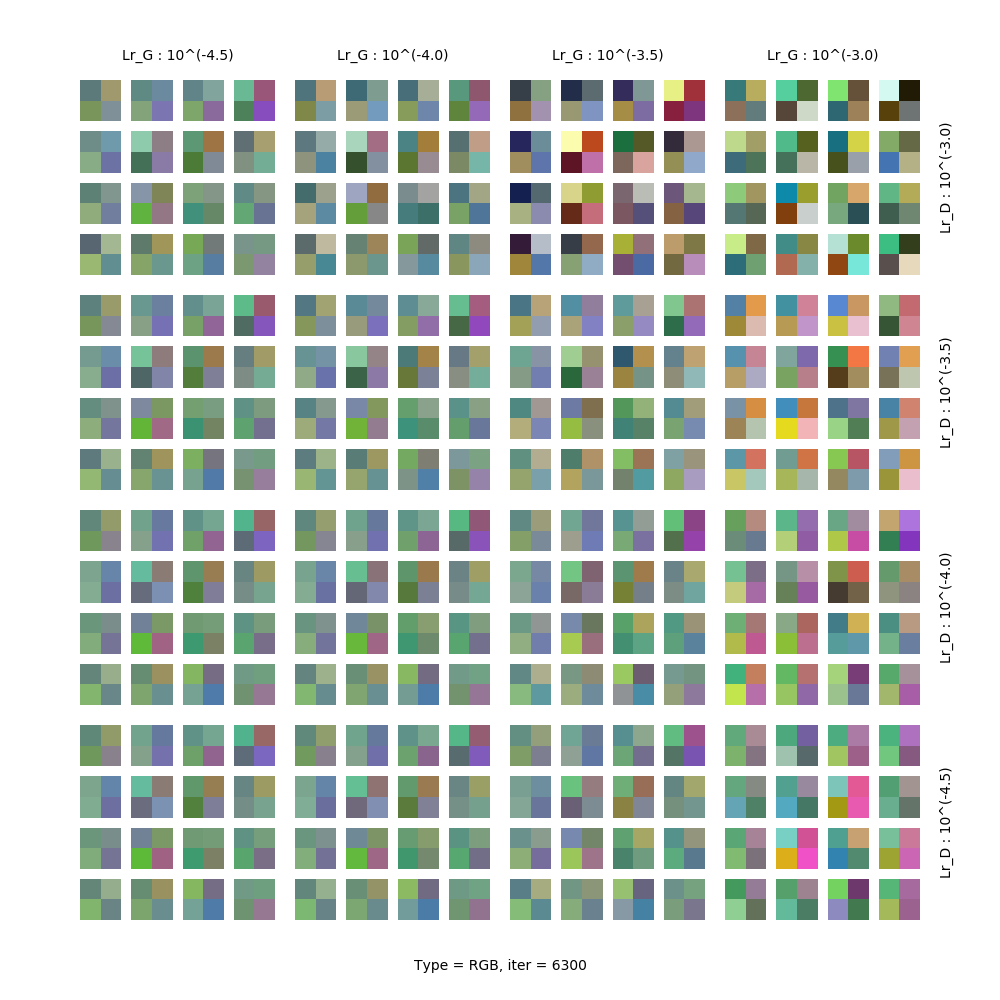 Lr_G : 10^(-4.5)
Lr_G : 10^(-4.0)
Lr_G : 10^(-3.5)
Lr_G : 10^(-3.0)
Lr_D : 10^(-3.0)
Lr_D : 10^(-3.5)
Lr_D : 10^(-4.0)
Lr_D : 10^(-4.5)
Type = RGB, iter = 6300